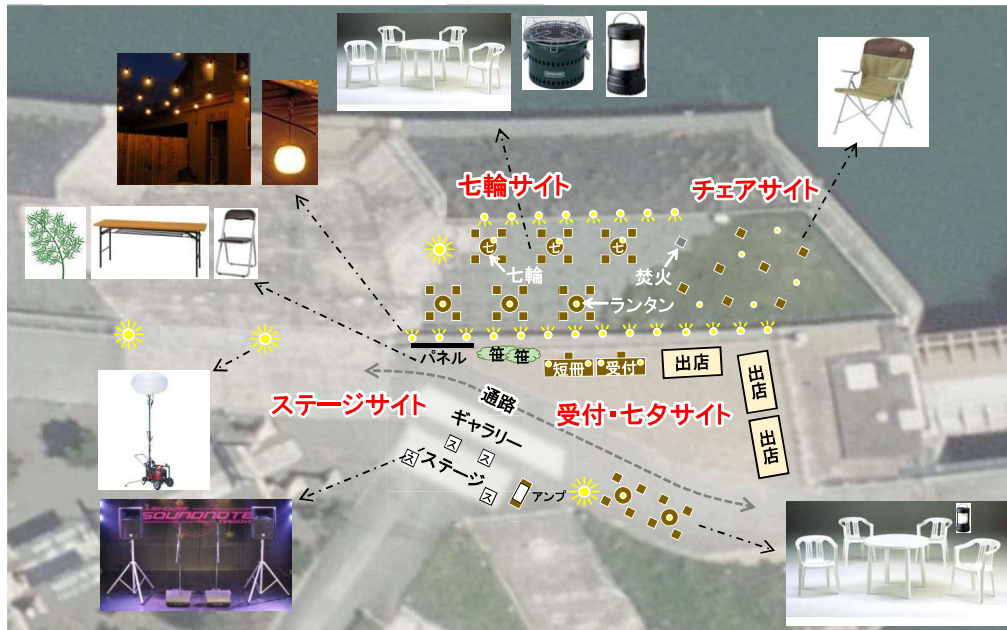 七輪サイト
チェアサイト
七
七
七
七輪
焚火
ランタン
パネル
笹
笹
短冊
受付
出店
出店
出店
通路
ステージサイト
受付・七夕サイト
ギャラリー
ス
ス
ス
ス
ステージ
アンプ
SOUNDNOTE